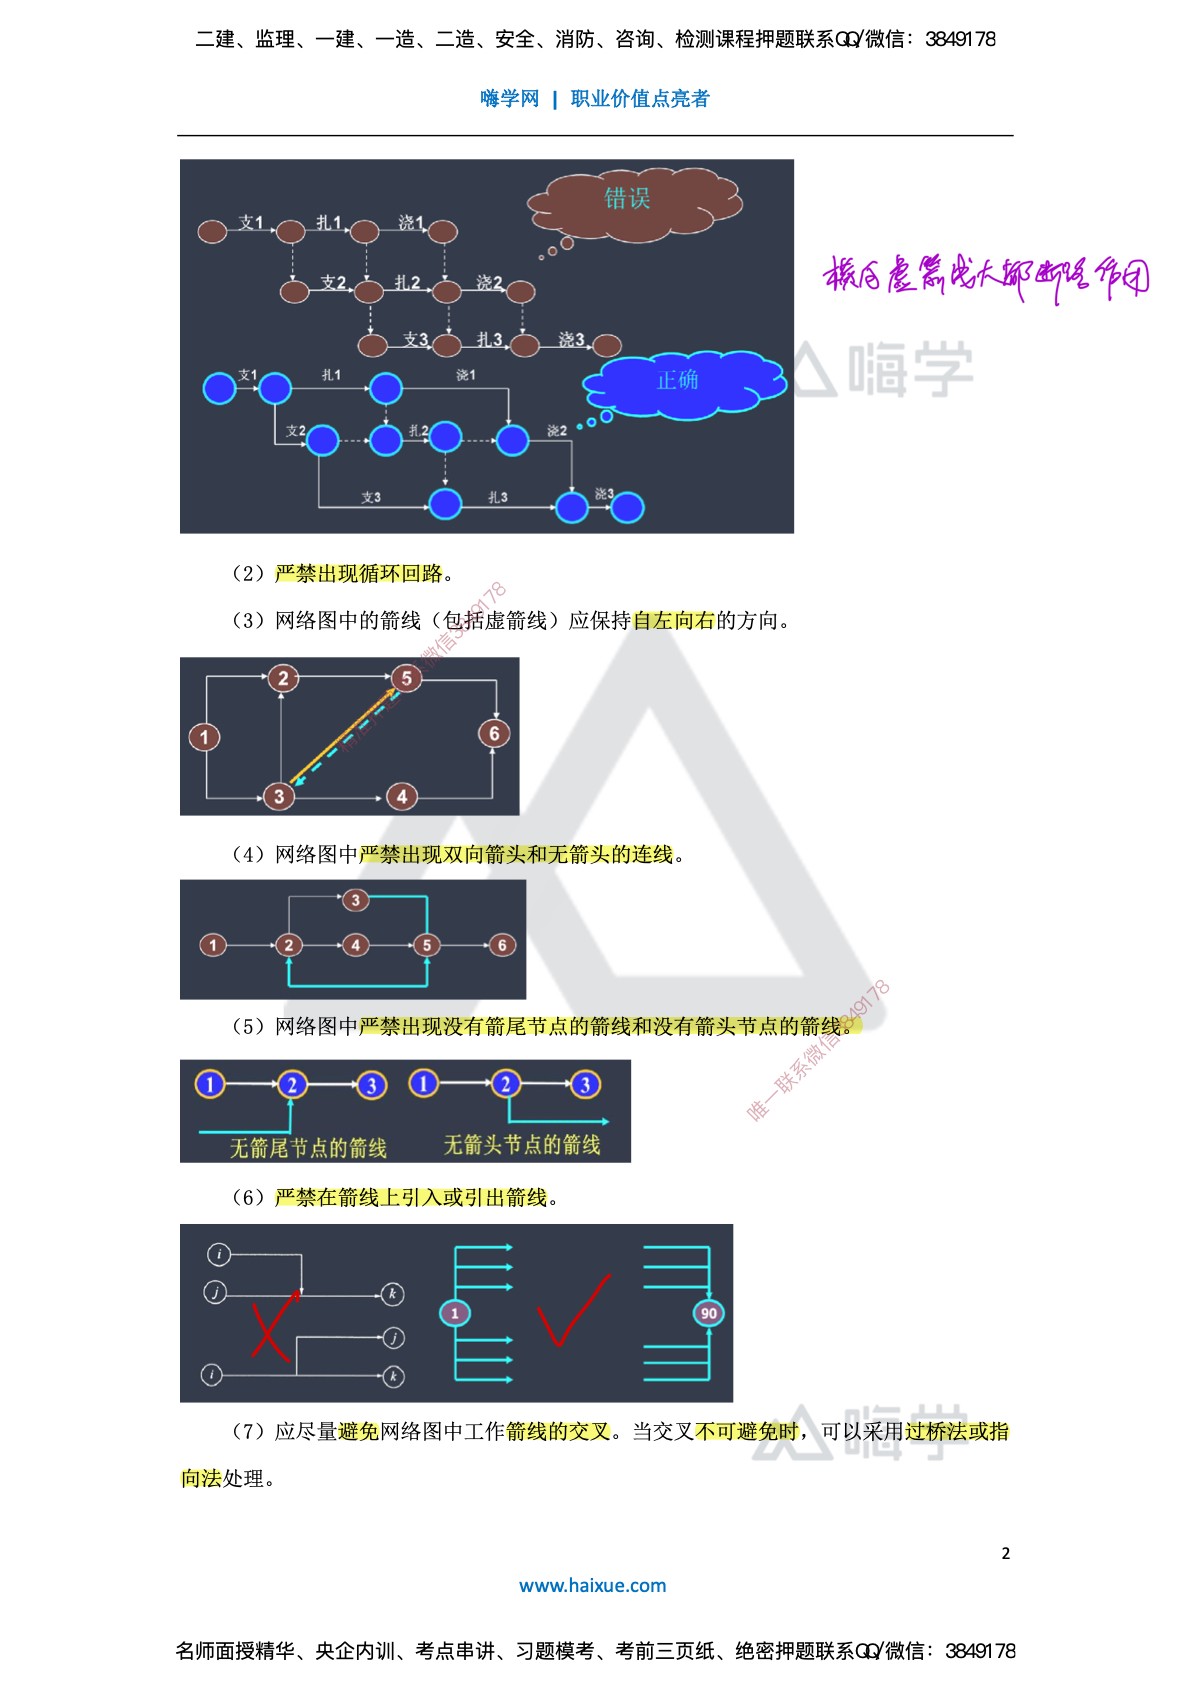 二建、监理、一建、一造、二造、安全、消防、咨询、检测课程押题联系QQ/微信：3849178
嗨学网 | 职业价值点亮者
错误
支1 扎1 浇1
支2 扎2 浇2
支3 扎3 浇3
横向虚箭线大都断路作用
嗨学
正确
支1 扎1 浇1
支2 扎2 浇2
支3 扎3 浇3
（2）严禁出现循环回路。
（3）网络图中的箭线（包括虚箭线）应保持自左向右的方向。
微信3849178
2 5
1 6
3 4
（4）网络图中严禁出现双向箭头和无箭头的连线。
3
1 2 4 5 6
（5）网络图中严禁出现没有箭尾节点的箭线和没有箭头节点的箭线。
唯一联系微信3849178
1 2 3 1 2 3
无箭尾节点的箭线 无箭头节点的箭线
（6）严禁在箭线上引入或引出箭线。
i
j k
1 90
j
i k
（7）应尽量避免网络图中工作箭线的交叉。当交叉不可避免时，可以采用过桥法或指
向法处理。
嗨学
2
www.haixue.com
名师面授精华、央企内训、考点串讲、习题模考、考前三页纸、绝密押题联系QQ/微信：3849178